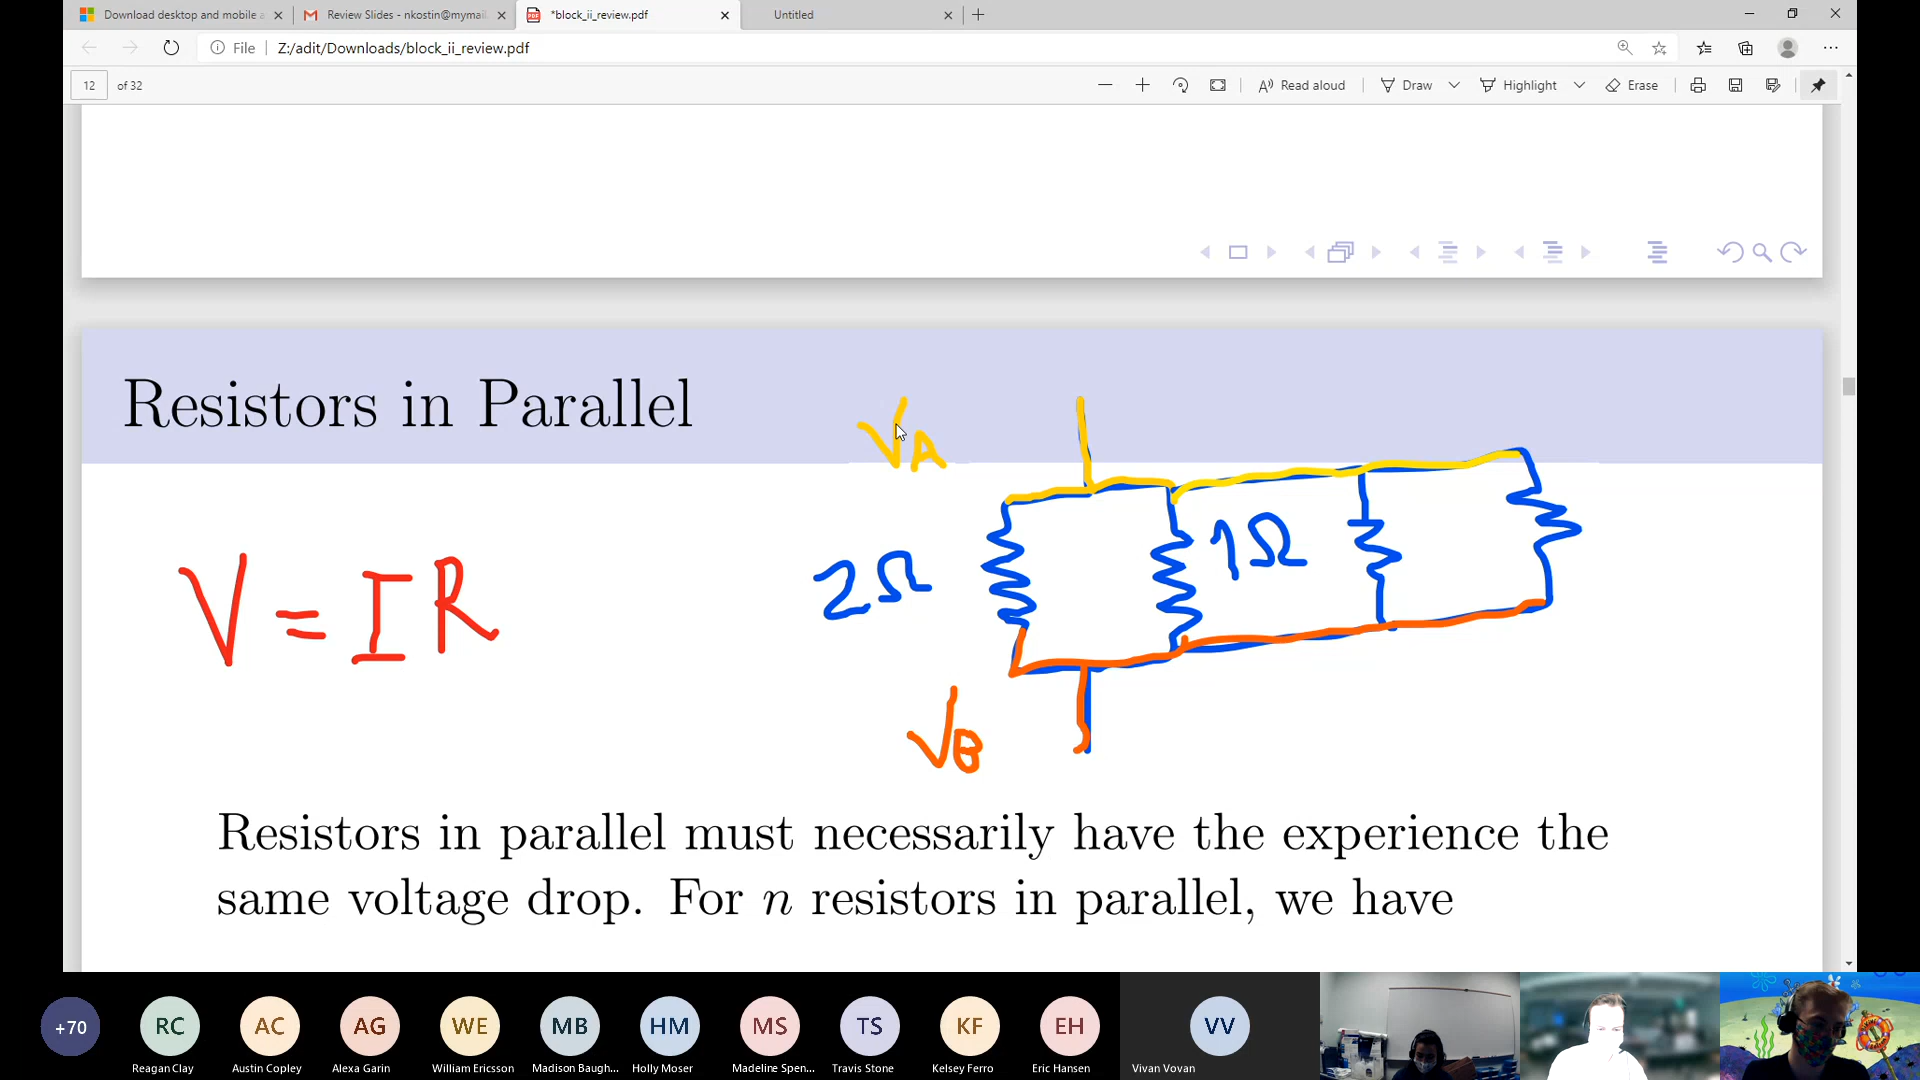 Download desktop and mobile a
Review Slides - nkostin@mymail
*block_ii_review.pdf
Untitled
File
Z:/adit/Downloads/block_ii_review.pdf
12 of 32
Read aloud
Draw
Highlight
Erase
Resistors in Parallel
VA
V = IR
2Ω
1Ω
VB
Resistors in parallel must necessarily have the experience the
same voltage drop. For n resistors in parallel, we have
+70
RC
AC
AG
WE
MB
HM
MS
TS
KF
EH
VV
Reagan Clay
Austin Copley
Alexa Garin
William Ericsson
Madison Baugh...
Holly Moser
Madeline Spen...
Travis Stone
Kelsey Ferro
Eric Hansen
Vivan Vovan